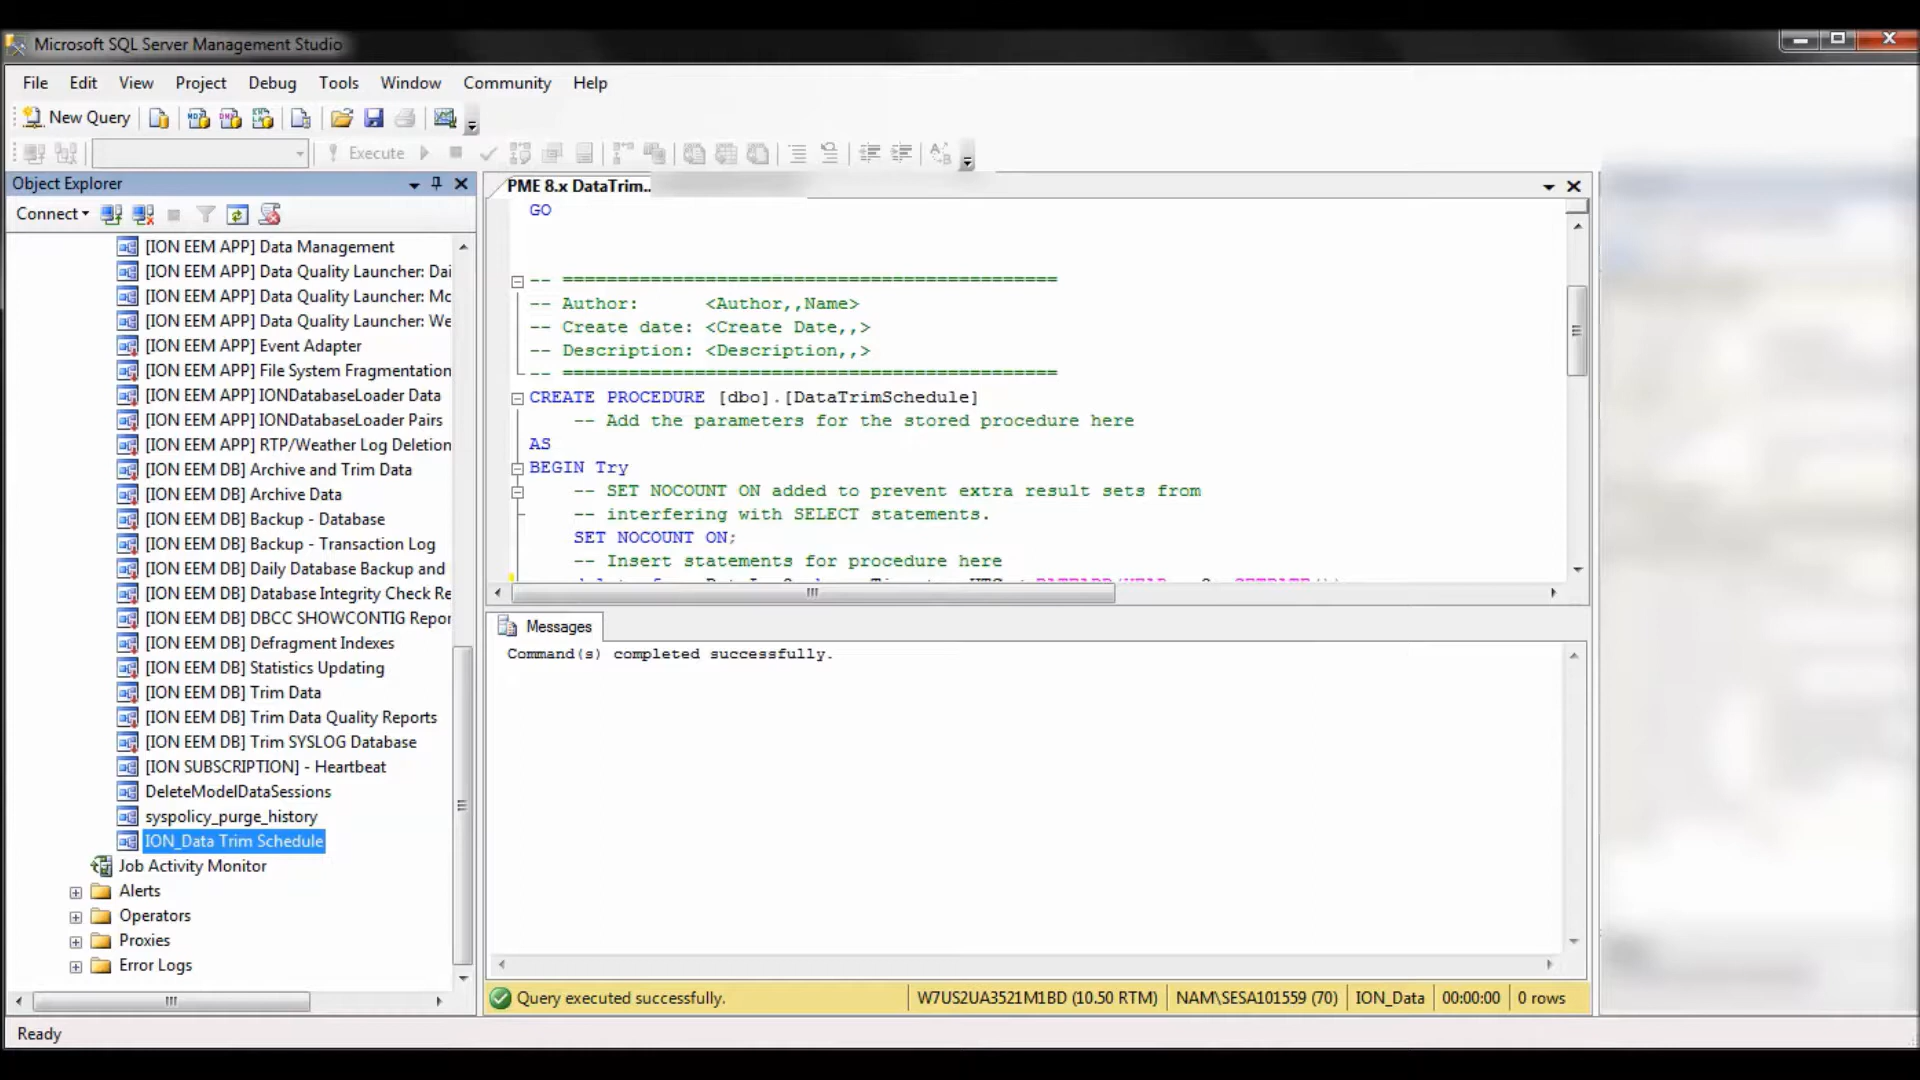 Microsoft SQL Server Management Studio
File Edit View Project Debug Tools Window Community Help
New Query
Execute
Object Explorer
Connect
[ION EEM APP] Data Management
[ION EEM APP] Data Quality Launcher: Dai
[ION EEM APP] Data Quality Launcher: Mc
[ION EEM APP] Data Quality Launcher: We
[ION EEM APP] Event Adapter
[ION EEM APP] File System Fragmentation
[ION EEM APP] IONDatabaseLoader Data
[ION EEM APP] IONDatabaseLoader Pairs
[ION EEM APP] RTP/Weather Log Deletion
[ION EEM DB] Archive and Trim Data
[ION EEM DB] Archive Data
[ION EEM DB] Backup - Database
[ION EEM DB] Backup - Transaction Log
[ION EEM DB] Daily Database Backup and
[ION EEM DB] Database Integrity Check Re
[ION EEM DB] DBCC SHOWCONTIG Repor
[ION EEM DB] Defragment Indexes
[ION EEM DB] Statistics Updating
[ION EEM DB] Trim Data
[ION EEM DB] Trim Data Quality Reports
[ION EEM DB] Trim SYSLOG Database
[ION SUBSCRIPTION] - Heartbeat
DeleteModelDataSessions
syspolicy_purge_history
ION_Data Trim Schedule
Job Activity Monitor
Alerts
Operators
Proxies
Error Logs
PME 8.x DataTrim..
GO
-- =============================================
-- Author: <Author,,Name>
-- Create date: <Create Date,,>
-- Description: <Description,,>
-- =============================================
CREATE PROCEDURE [dbo].[DataTrimSchedule]
-- Add the parameters for the stored procedure here
AS
BEGIN Try
-- SET NOCOUNT ON added to prevent extra result sets from
-- interfering with SELECT statements.
SET NOCOUNT ON;
-- Insert statements for procedure here
Messages
Command(s) completed successfully.
Query executed successfully. W7US2UA3521M1BD (10.50 RTM) NAM\SESA101559 (70) ION_Data 00:00:00 0 rows
Ready